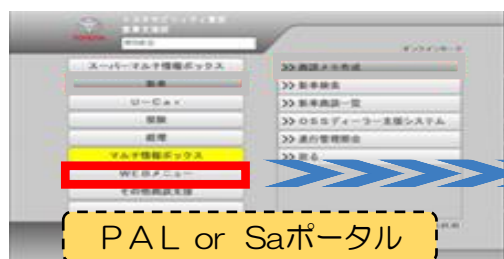 TOYOTA
スーパーマルチ情報ボックス
新車
U-Car
保険
経理
マルチ情報ボックス
WEBメニュー
その他商談支援
>> 商談メモ作成
>> 新車検索
>> 新車商談一覧
>> OSSディーラー支援システム
>> 進行管理照会
>> 戻る
PAL or Saポータル